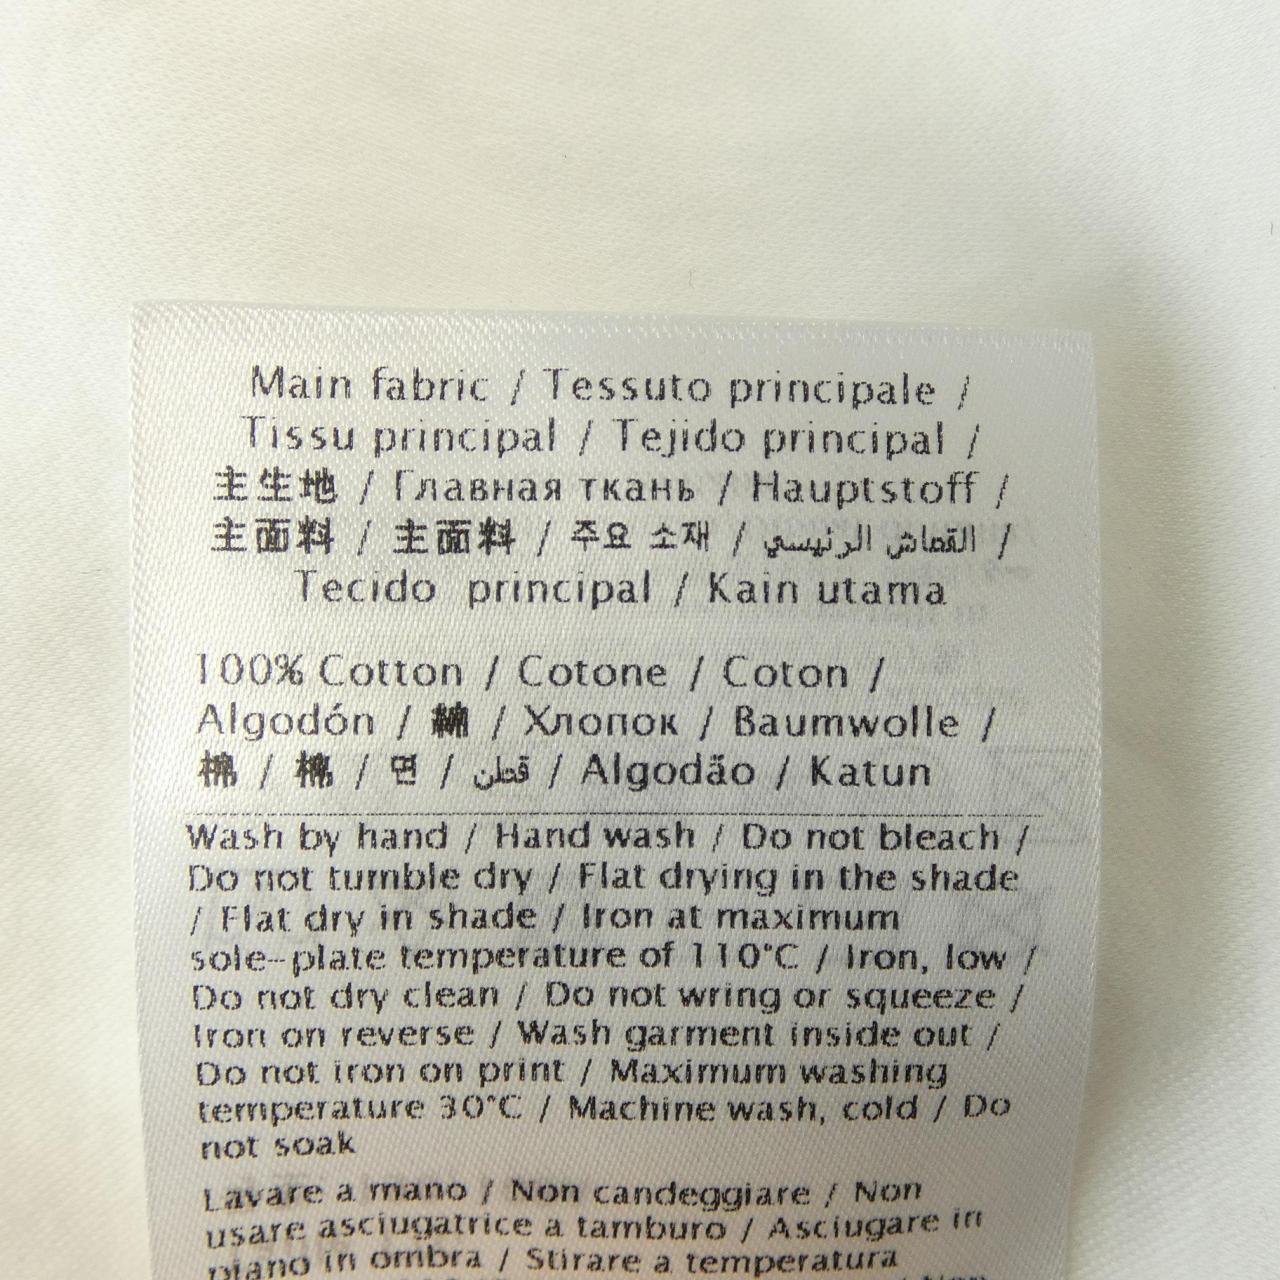 Main fabric / Tessuto principale /
Tissu principal / Tejido principal /
主生地 / Главная ткань / Hauptstoff /
主面料 / 主面料 / 주요 소재 / القماش الرئيسي /
Tecido principal / Kain utama
100% Cotton / Cotone / Coton /
Algodón / 綿 / Хлопок / Baumwolle /
棉 / 棉 / 면 / قطن / Algodão / Katun
Wash by hand / Hand wash / Do not bleach /
Do not tumble dry / Flat drying in the shade
/ Flat dry in shade / Iron at maximum
sole-plate temperature of 110°C / Iron, low /
Do not dry clean / Do not wring or squeeze /
Iron on reverse / Wash garment inside out /
Do not iron on print / Maximum washing
temperature 30°C / Machine wash, cold / Do
not soak
Lavare a mano / Non candeggiare / Non
usare asciugatrice a tamburo / Asciugare in
piano in ombra / Stirare a temperatura